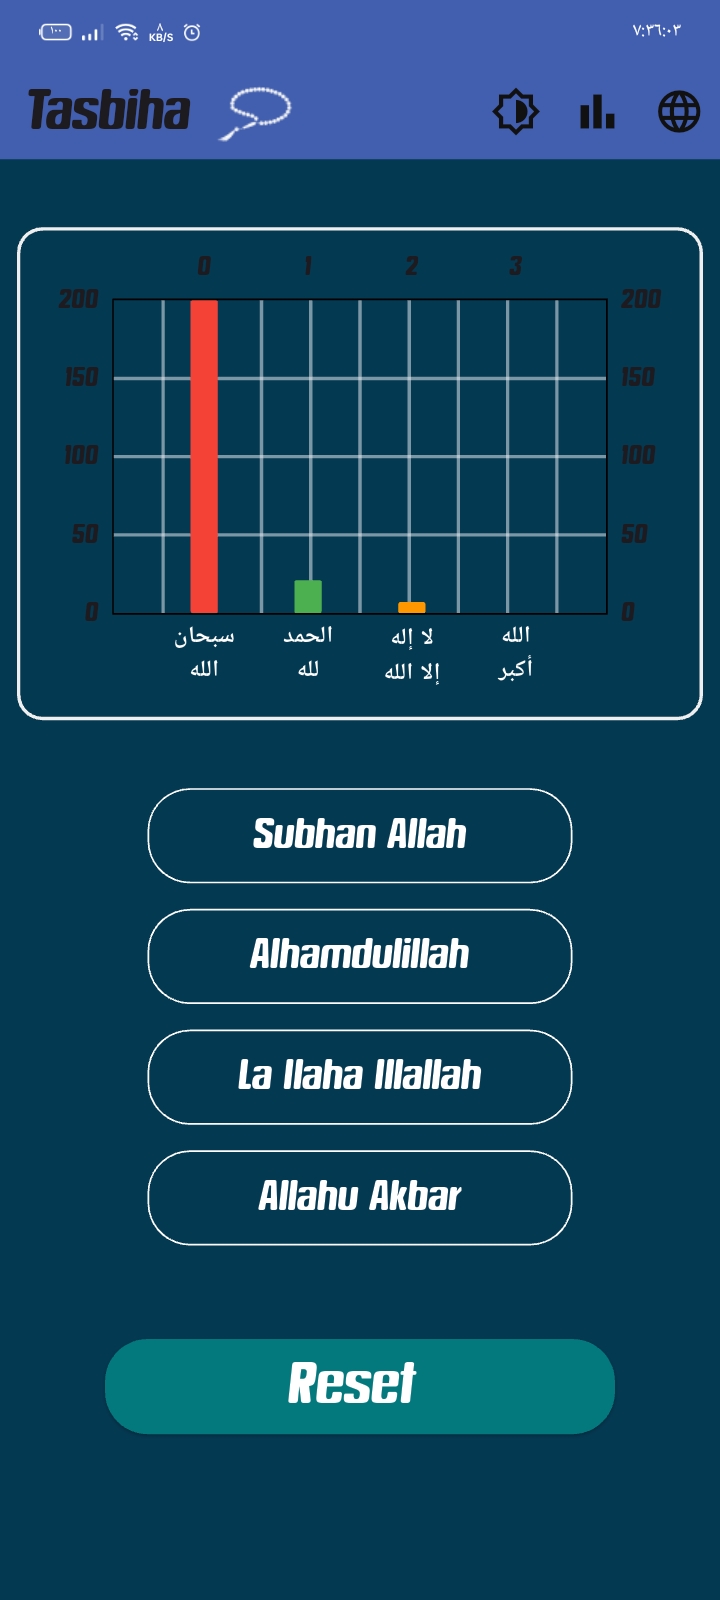 ١٠٠ ٨ KB/S ٧:٣٦:٠٣
Tasbiha
0 1 2 3
200 200
150 150
100 100
50 50
0 0
سبحان الحمد لا إله الله
الله لله إلا الله أكبر
Subhan Allah
Alhamdulillah
La Ilaha Illallah
Allahu Akbar
Reset